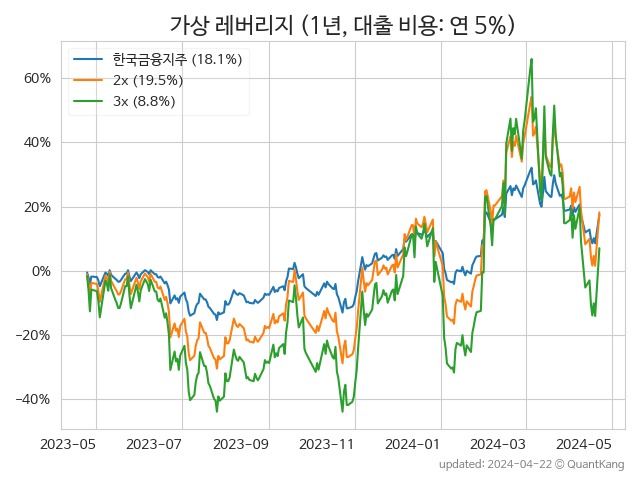 가상 레버리지 (1년, 대출 비용: 연 5%)
한국금융지주 (18.1%)
2x (19.5%)
3x (8.8%)
60%
40%
20%
0%
−20%
−40%
2023−05 2023−07 2023−09 2023−11 2024−01 2024−03 2024−05
updated: 2024−04−22 © QuantKang